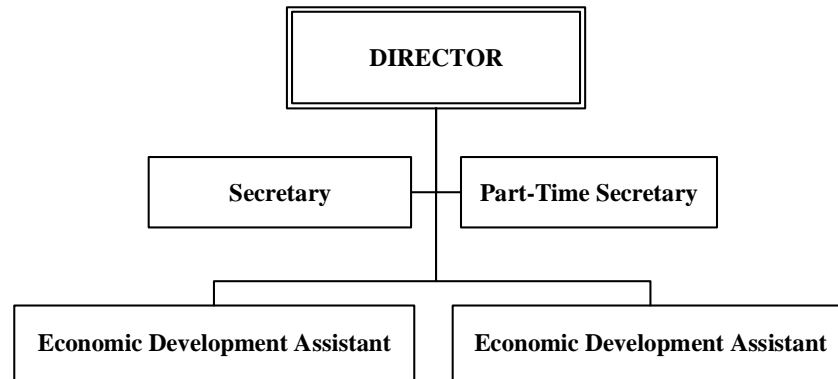 DIRECTOR
Secretary
Part-Time Secretary
Economic Development Assistant
Economic Development Assistant